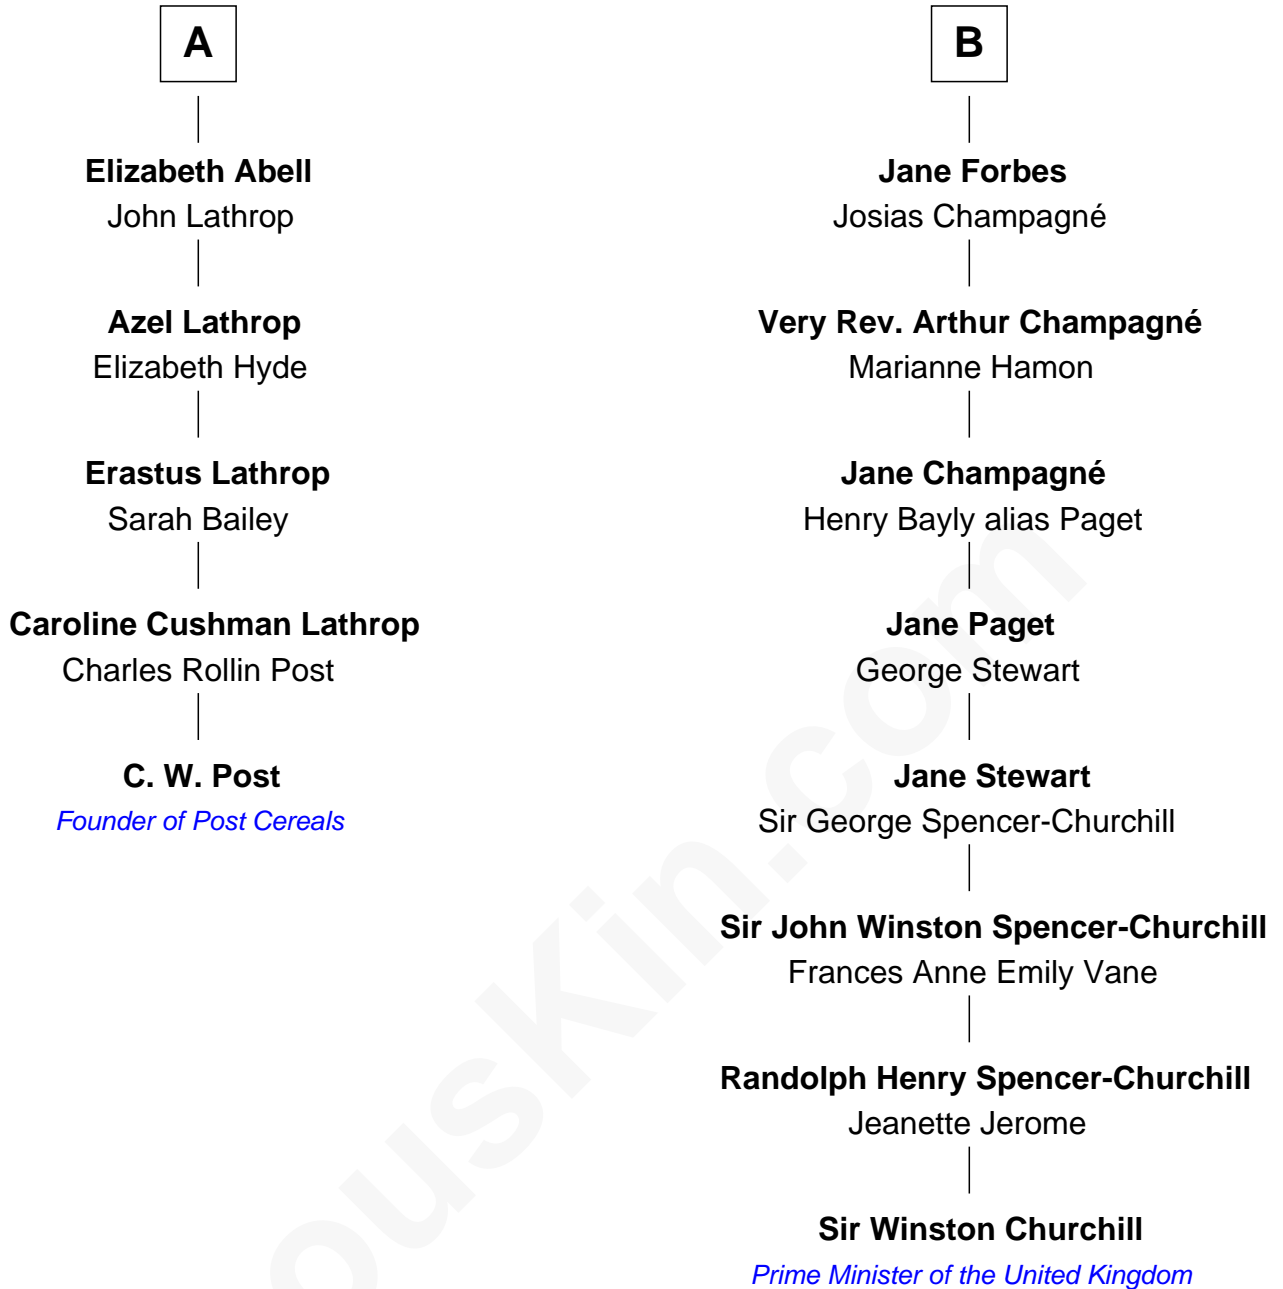 A
Elizabeth Abell
John Lathrop
Azel Lathrop
Elizabeth Hyde
Erastus Lathrop
Sarah Bailey
Caroline Cushman Lathrop
Charles Rollin Post
C. W. Post
Founder of Post Cereals
B
Jane Forbes
Josias Champagné
Very Rev. Arthur Champagné
Marianne Hamon
Jane Champagné
Henry Bayly alias Paget
Jane Paget
George Stewart
Jane Stewart
Sir George Spencer-Churchill
Sir John Winston Spencer-Churchill
Frances Anne Emily Vane
Randolph Henry Spencer-Churchill
Jeanette Jerome
Sir Winston Churchill
Prime Minister of the United Kingdom
ousKin.com